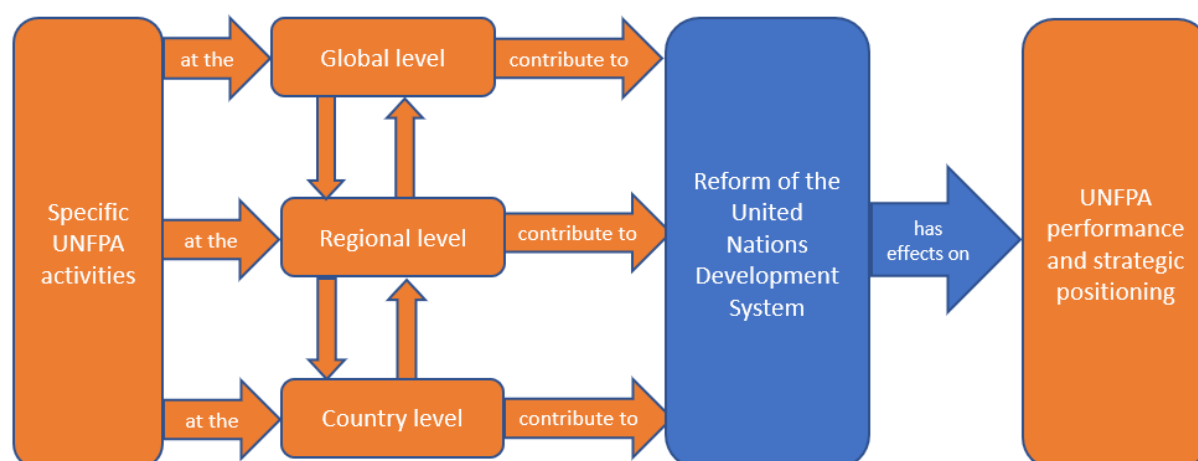 at the
Global level
contribute to
Specific
UNFPA
activities
at the
Regional level
contribute to
at the
Country level
contribute to
Reform of the
United
Nations
Development
System
has
effects on
UNFPA
performance
and strategic
positioning